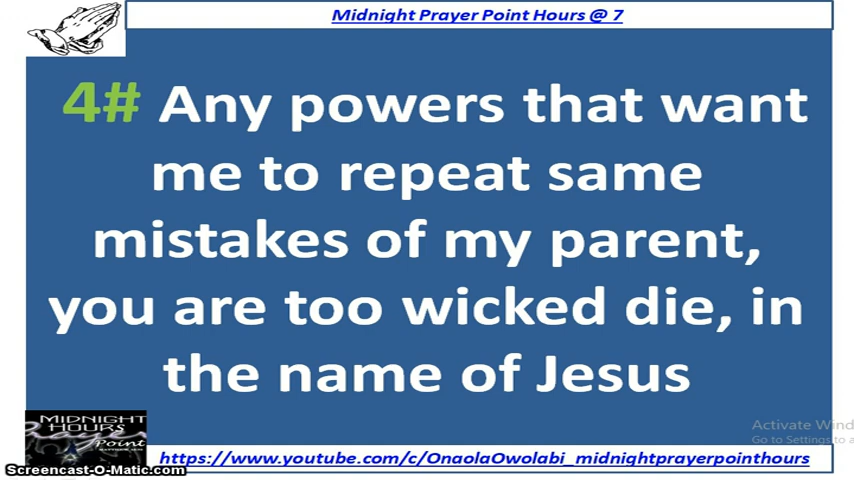 Midnight Prayer Point Hours @ 7
4# Any powers that want
me to repeat same
mistakes of my parent,
you are too wicked die, in
the name of Jesus
MIDNIGHT
HOURS
Prayer
Point
Activate Wind
Go to Settings to a
https://www.youtube.com/c/OnaolaOwolabi_midnightprayerpointhours
Screencast-O-Matic.com